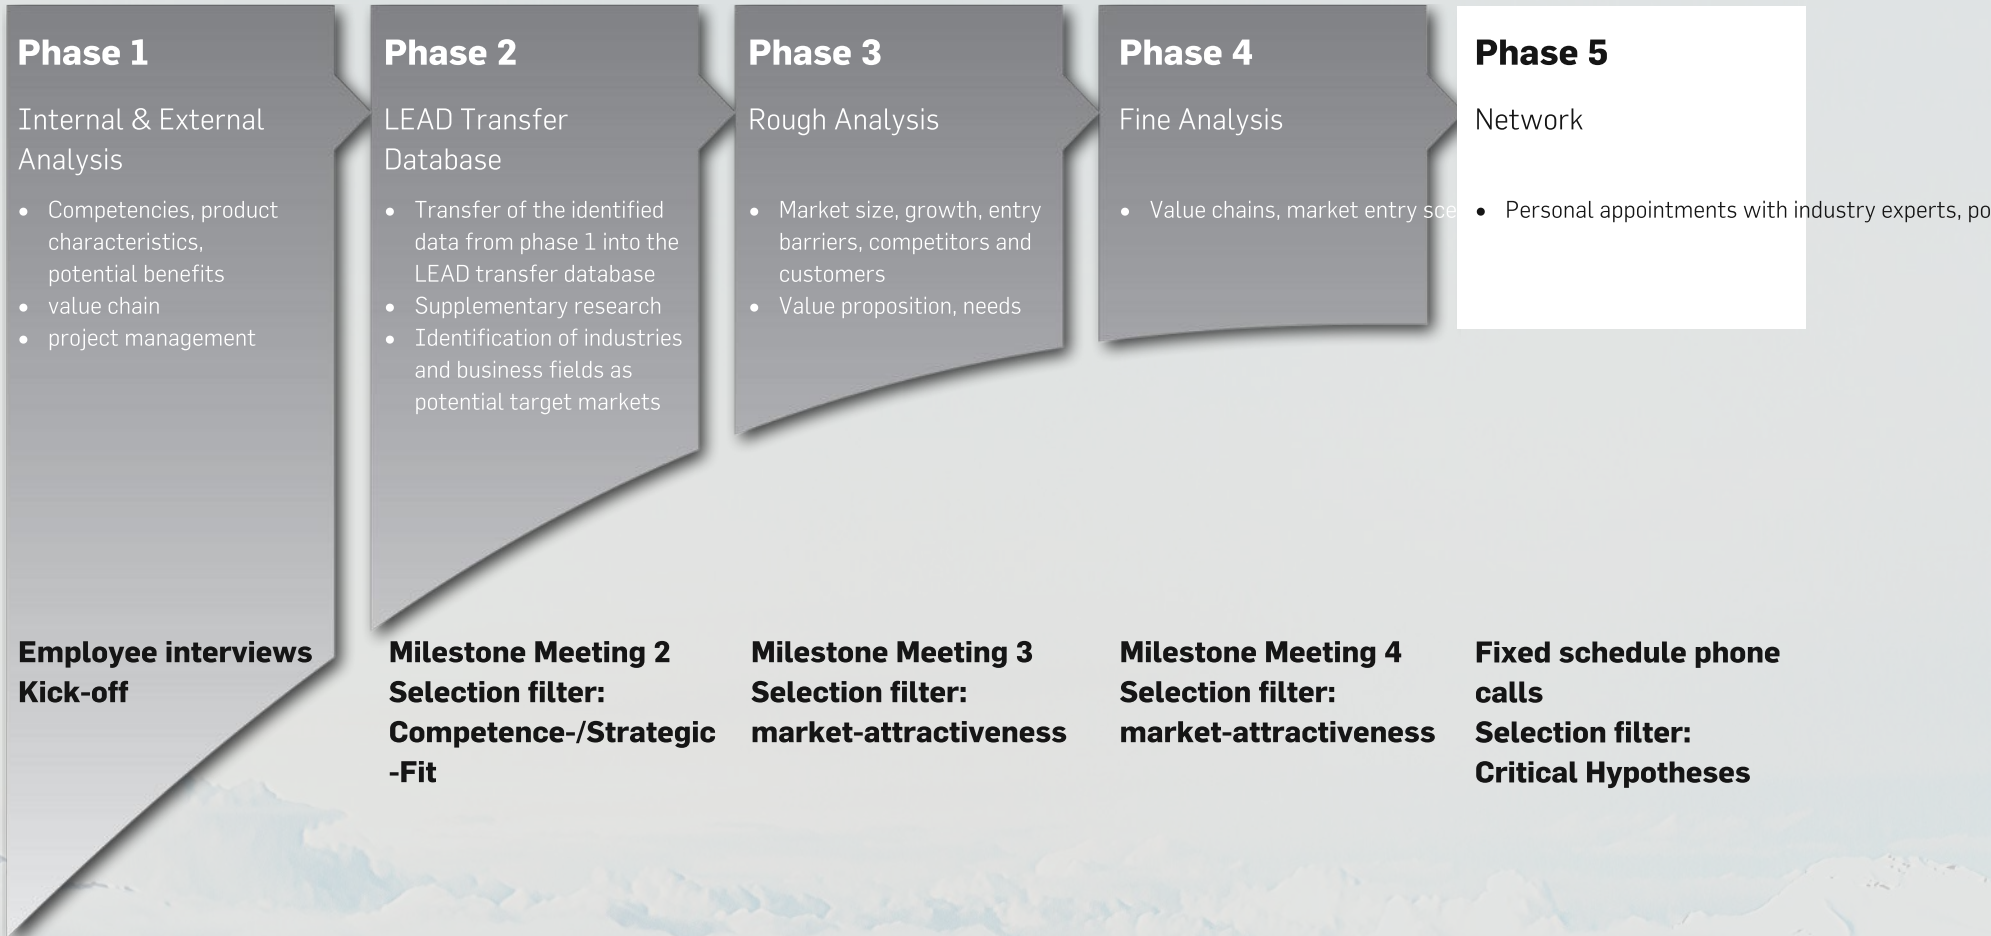 Phase 1
Internal & External
Analysis
• Competencies, product
characteristics,
potential benefits
• value chain
• project management
Employee interviews
Kick-off
Phase 2
LEAD Transfer
Database
• Transfer of the identified
data from phase 1 into the
LEAD transfer database
• Supplementary research
• Identification of industries
and business fields as
potential target markets
Milestone Meeting 2
Selection filter:
Competence-/Strategic
-Fit
Phase 3
Rough Analysis
• Market size, growth, entry
barriers, competitors and
customers
• Value proposition, needs
Milestone Meeting 3
Selection filter:
market-attractiveness
Phase 4
Fine Analysis
• Value chains, market entry
Milestone Meeting 4
Selection filter:
market-attractiveness
Phase 5
Network
• Personal appointments with industry experts,
Fixed schedule phone
calls
Selection filter:
Critical Hypotheses